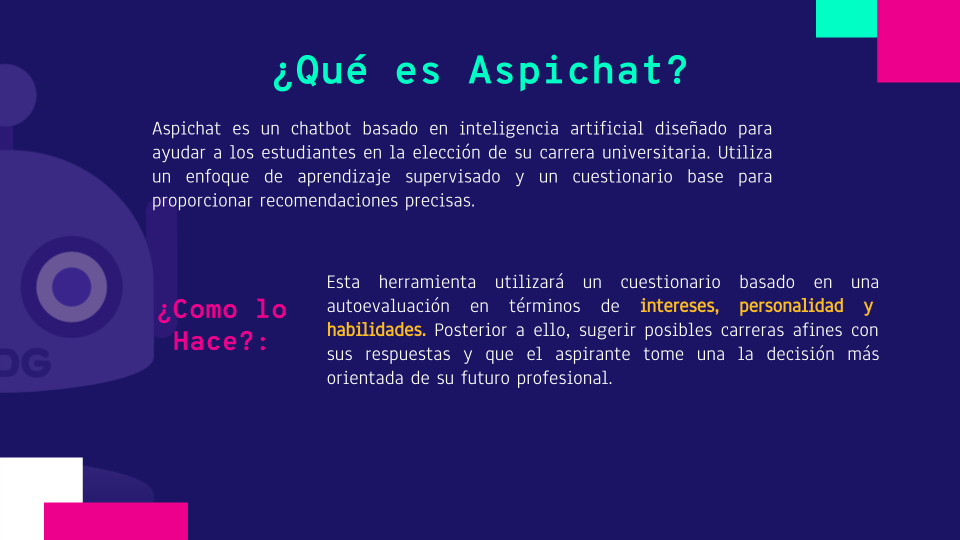 ¿Qué es Aspichat?
Aspichat es un chatbot basado en inteligencia artificial diseñado para
ayudar a los estudiantes en la elección de su carrera universitaria. Utiliza
un enfoque de aprendizaje supervisado y un cuestionario base para
proporcionar recomendaciones precisas.
¿Como lo
Hace?:
Esta herramienta utilizará un cuestionario basado en una
autoevaluación en términos de intereses, personalidad y
habilidades. Posterior a ello, sugerir posibles carreras afines con
sus respuestas y que el aspirante tome una la decisión más
orientada de su futuro profesional.